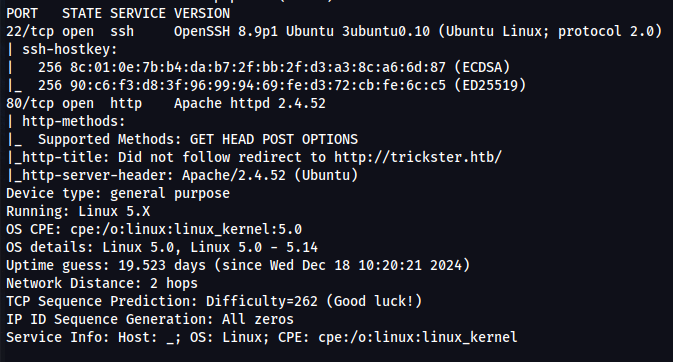 PORT   STATE SERVICE VERSION
22/tcp open  ssh     OpenSSH 8.9p1 Ubuntu 3ubuntu0.10 (Ubuntu Linux; protocol 2.0)
| ssh-hostkey:
|   256 8c:01:0e:7b:b4:da:b7:2f:bb:2f:d3:a3:8c:a6:6d:87 (ECDSA)
|_  256 90:c6:f3:d8:3f:96:99:94:69:fe:d3:72:cb:fe:6c:c5 (ED25519)
80/tcp open  http    Apache httpd 2.4.52
| http-methods:
|_  Supported Methods: GET HEAD POST OPTIONS
|_http-title: Did not follow redirect to http://trickster.htb/
|_http-server-header: Apache/2.4.52 (Ubuntu)
Device type: general purpose
Running: Linux 5.X
OS CPE: cpe:/o:linux:linux_kernel:5.0
OS details: Linux 5.0, Linux 5.0 - 5.14
Uptime guess: 19.523 days (since Wed Dec 18 10:20:21 2024)
Network Distance: 2 hops
TCP Sequence Prediction: Difficulty=262 (Good luck!)
IP ID Sequence Generation: All zeros
Service Info: Host: _; OS: Linux; CPE: cpe:/o:linux:linux_kernel